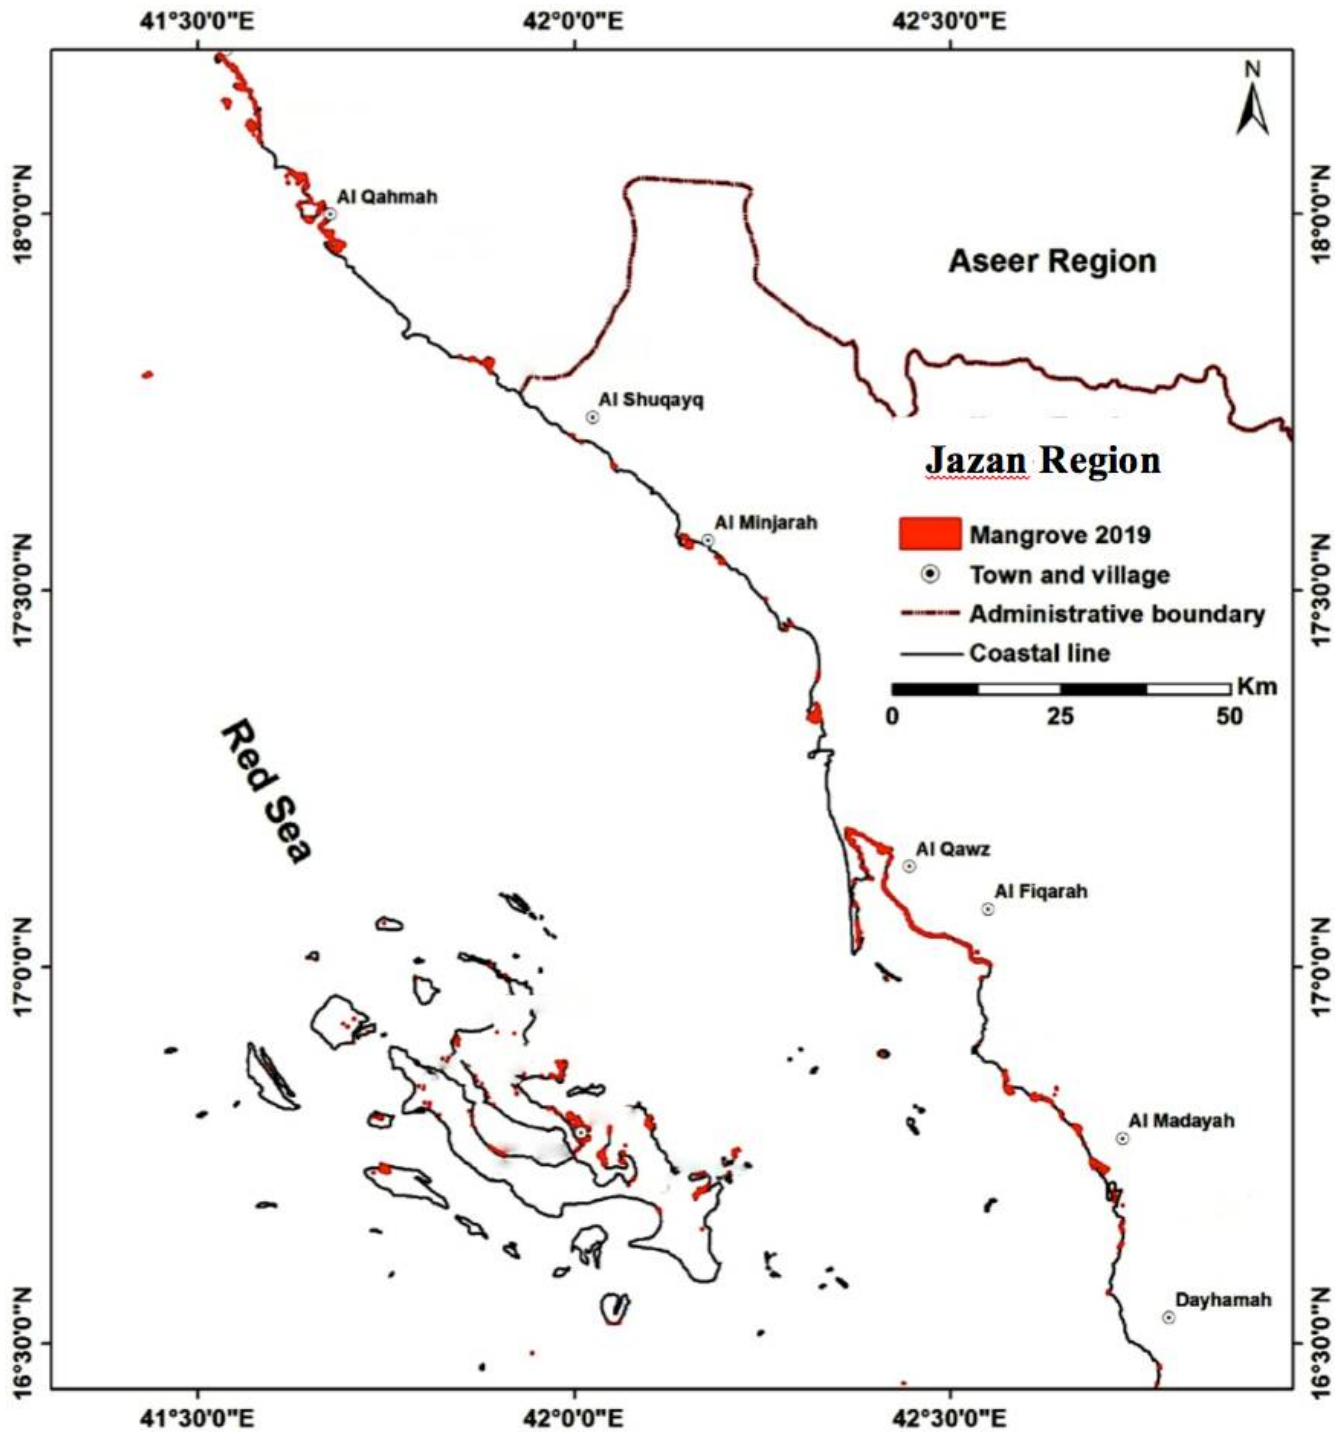 41°30'0"E
42°0'0"E
42°30'0"E
N
18°0'0"N
18°0'0"N
Al Qahmah
Aseer Region
Al Shuqayq
Jazan Region
Al Minjarah
Mangrove 2019
Town and village
17°30'0"N
17°30'0"N
Administrative boundary
Coastal line
Km
0
25
50
Red Sea
Al Qawz
Al Fiqarah
17°0'0"N
17°0'0"N
Al Madayah
Dayhamah
16°30'0"N
16°30'0"N
41°30'0"E
42°0'0"E
42°30'0"E